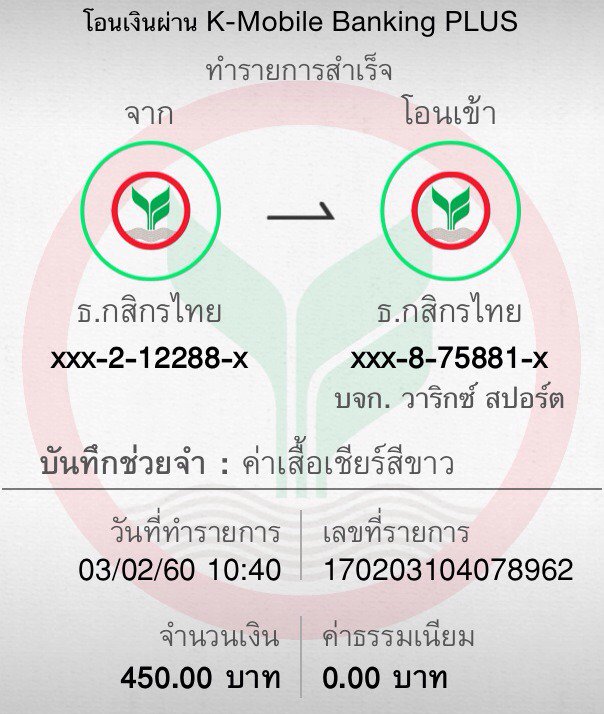 โอนเงินผ่าน K-Mobile Banking PLUS
ทำรายการสำเร็จ
จาก โอนเข้า
ธ.กสิกรไทย ธ.กสิกรไทย
xxx-2-12288-x xxx-8-75881-x
บจก. วาริกซ์ สปอร์ต
บันทึกช่วยจำ : ค่าเสื้อเชียร์สีขาว
วันที่ทำรายการ เลขที่รายการ
03/02/60 10:40 170203104078962
จำนวนเงิน ค่าธรรมเนียม
450.00 บาท 0.00 บาท